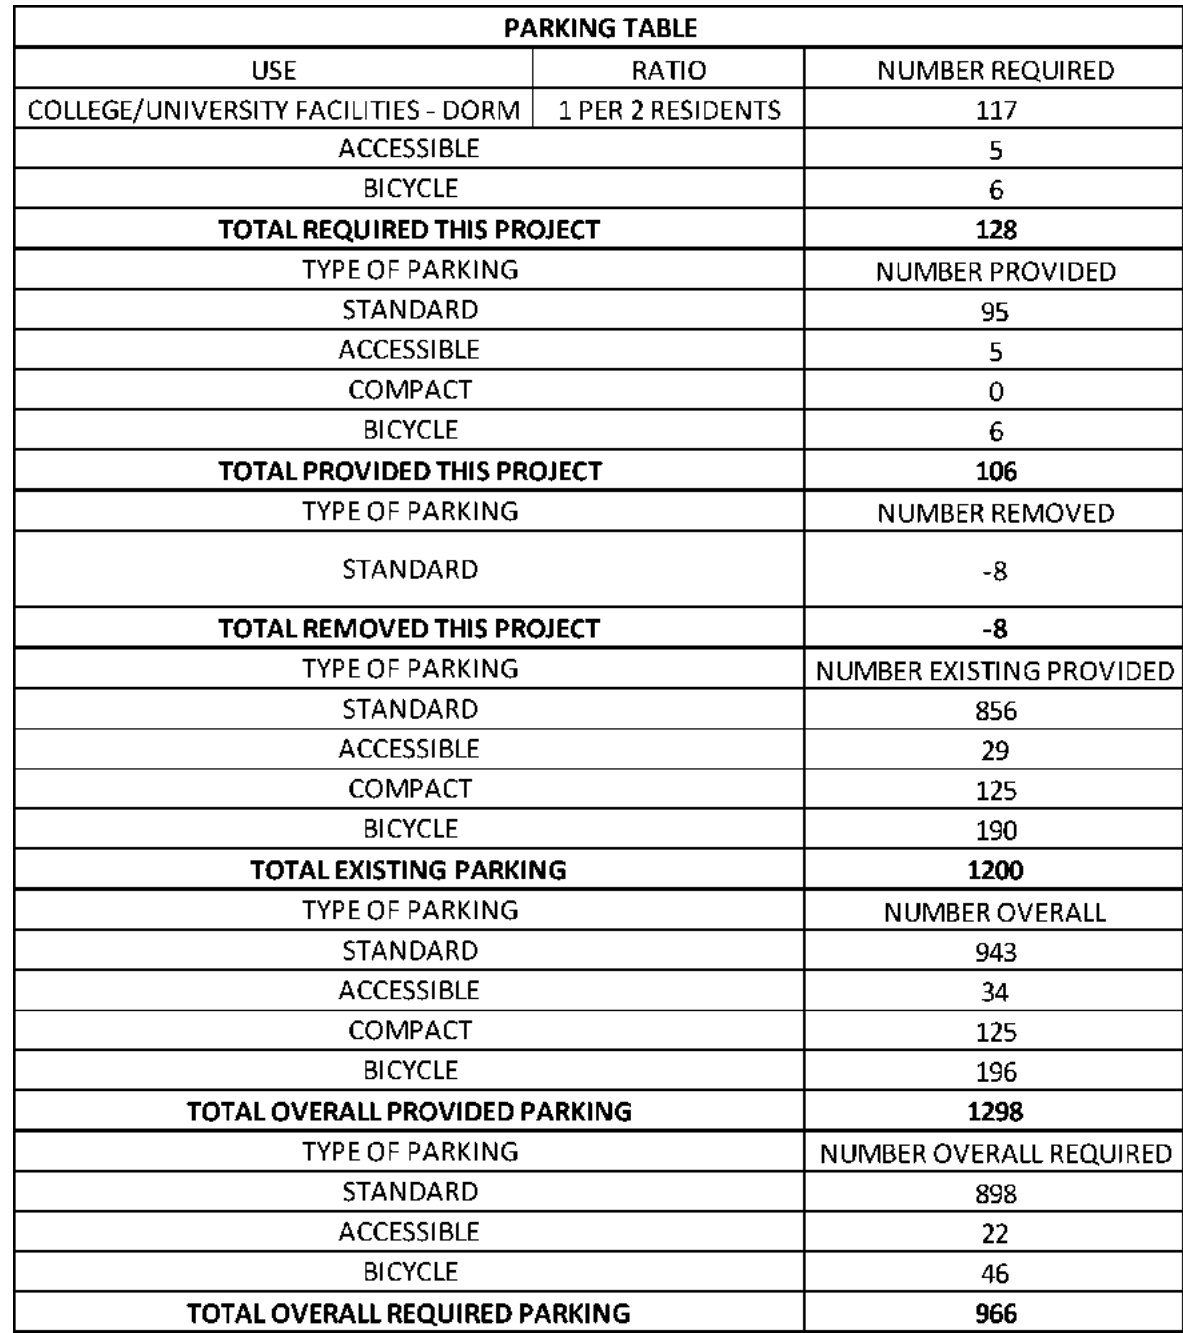 PARKING TABLE
USE RATIO NUMBER REQUIRED
COLLEGE/UNIVERSITY FACILITIES - DORM 1 PER 2 RESIDENTS 117
ACCESSIBLE 5
BICYCLE 6
TOTAL REQUIRED THIS PROJECT 128
TYPE OF PARKING NUMBER PROVIDED
STANDARD 95
ACCESSIBLE 5
COMPACT 0
BICYCLE 6
TOTAL PROVIDED THIS PROJECT 106
TYPE OF PARKING NUMBER REMOVED
STANDARD -8
TOTAL REMOVED THIS PROJECT -8
TYPE OF PARKING NUMBER EXISTING PROVIDED
STANDARD 856
ACCESSIBLE 29
COMPACT 125
BICYCLE 190
TOTAL EXISTING PARKING 1200
TYPE OF PARKING NUMBER OVERALL
STANDARD 943
ACCESSIBLE 34
COMPACT 125
BICYCLE 196
TOTAL OVERALL PROVIDED PARKING 1298
TYPE OF PARKING NUMBER OVERALL REQUIRED
STANDARD 898
ACCESSIBLE 22
BICYCLE 46
TOTAL OVERALL REQUIRED PARKING 966